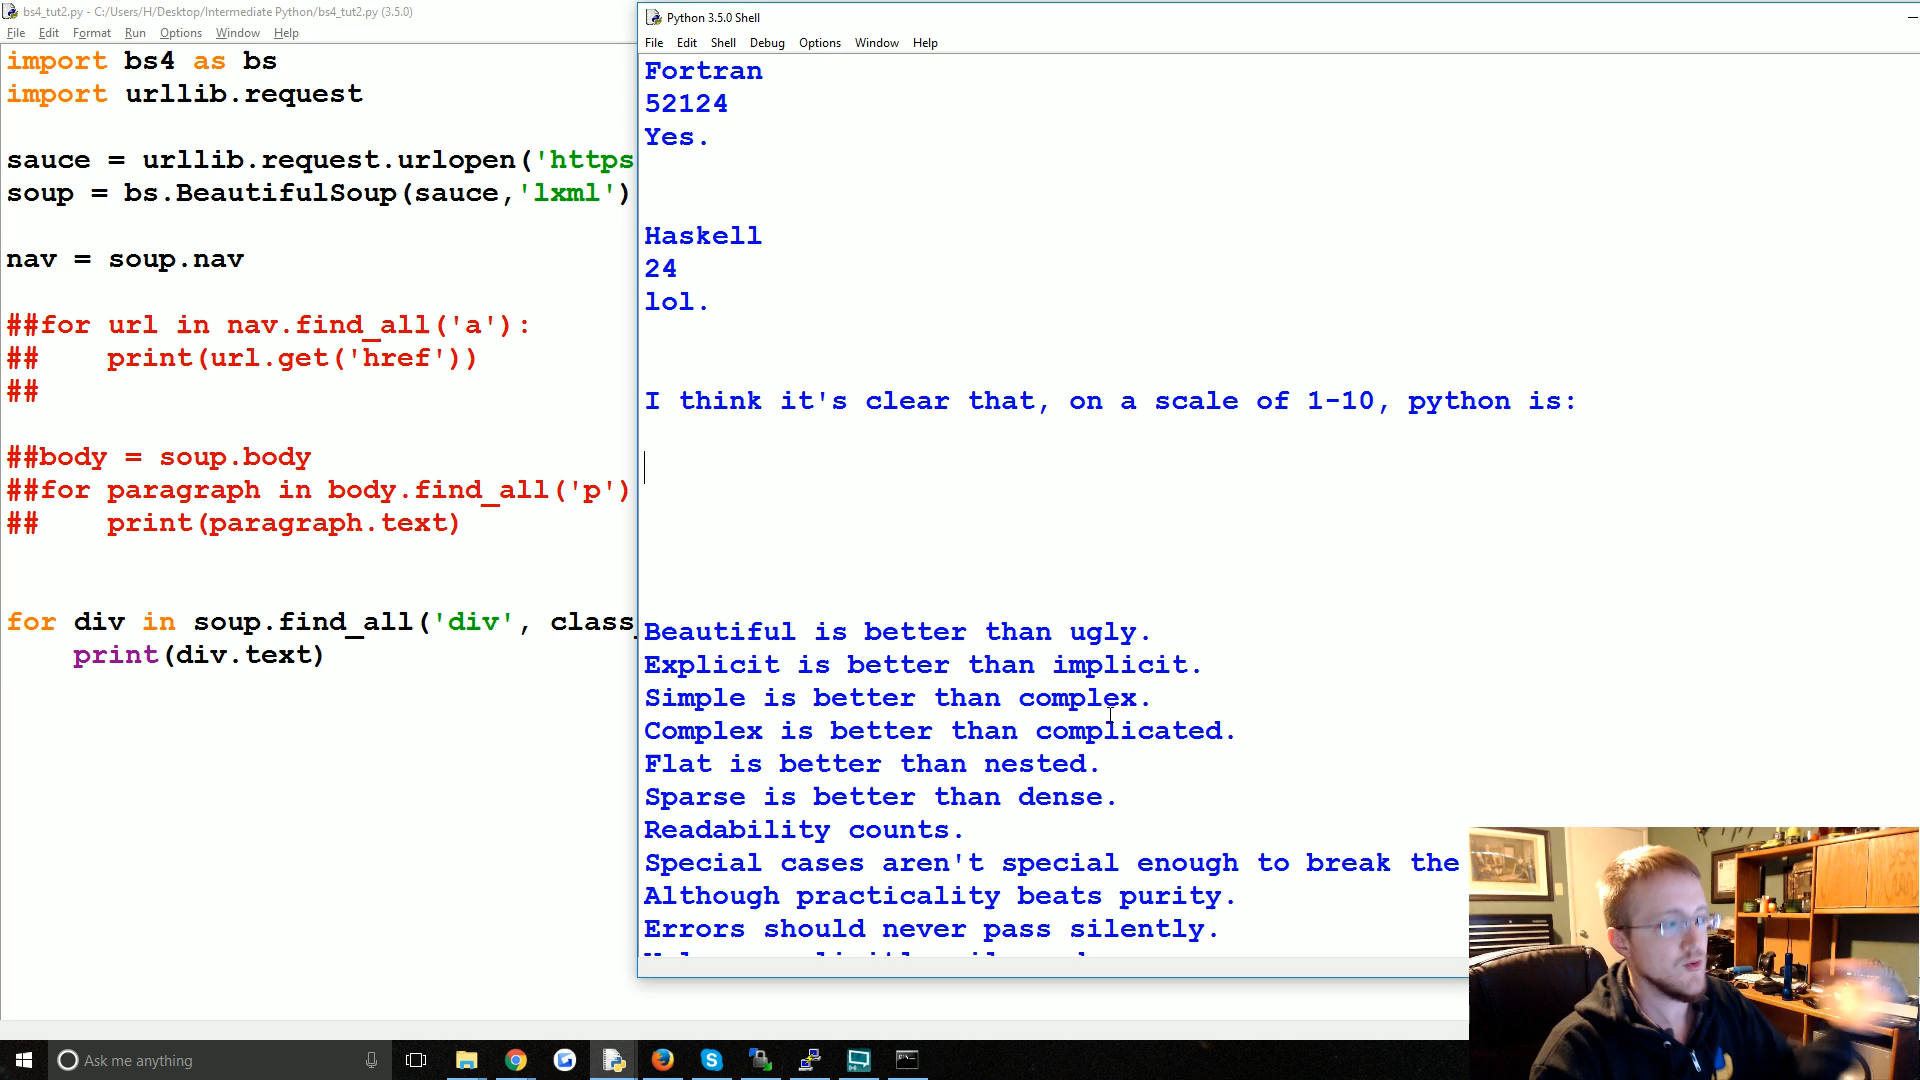 bs4_tut2.py - C:/Users/H/Desktop/Intermediate Python/bs4_tut2.py (3.5.0)
File Edit Format Run Options Window Help
import bs4 as bs
import urllib.request
sauce = urllib.request.urlopen('https
soup = bs.BeautifulSoup(sauce,'lxml')
nav = soup.nav
##for url in nav.find_all('a'):
##    print(url.get('href'))
##
##body = soup.body
##for paragraph in body.find_all('p')
##    print(paragraph.text)
for div in soup.find_all('div', class_
    print(div.text)
Python 3.5.0 Shell
File Edit Shell Debug Options Window Help
Fortran
52124
Yes.
Haskell
24
lol.
I think it's clear that, on a scale of 1-10, python is:
Beautiful is better than ugly.
Explicit is better than implicit.
Simple is better than complex.
Complex is better than complicated.
Flat is better than nested.
Sparse is better than dense.
Readability counts.
Special cases aren't special enough to break the
Although practicality beats purity.
Errors should never pass silently.
Ask me anything